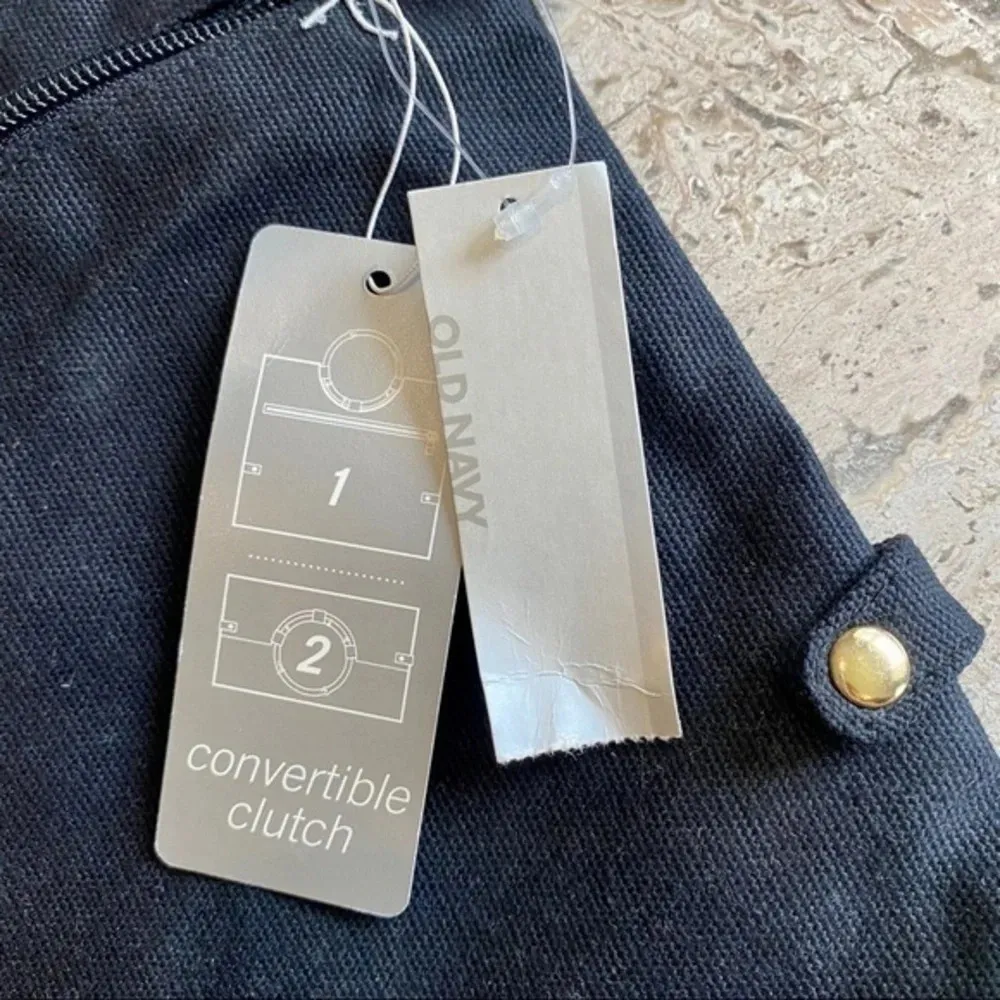 1
2
convertible
clutch
OLD NAVY